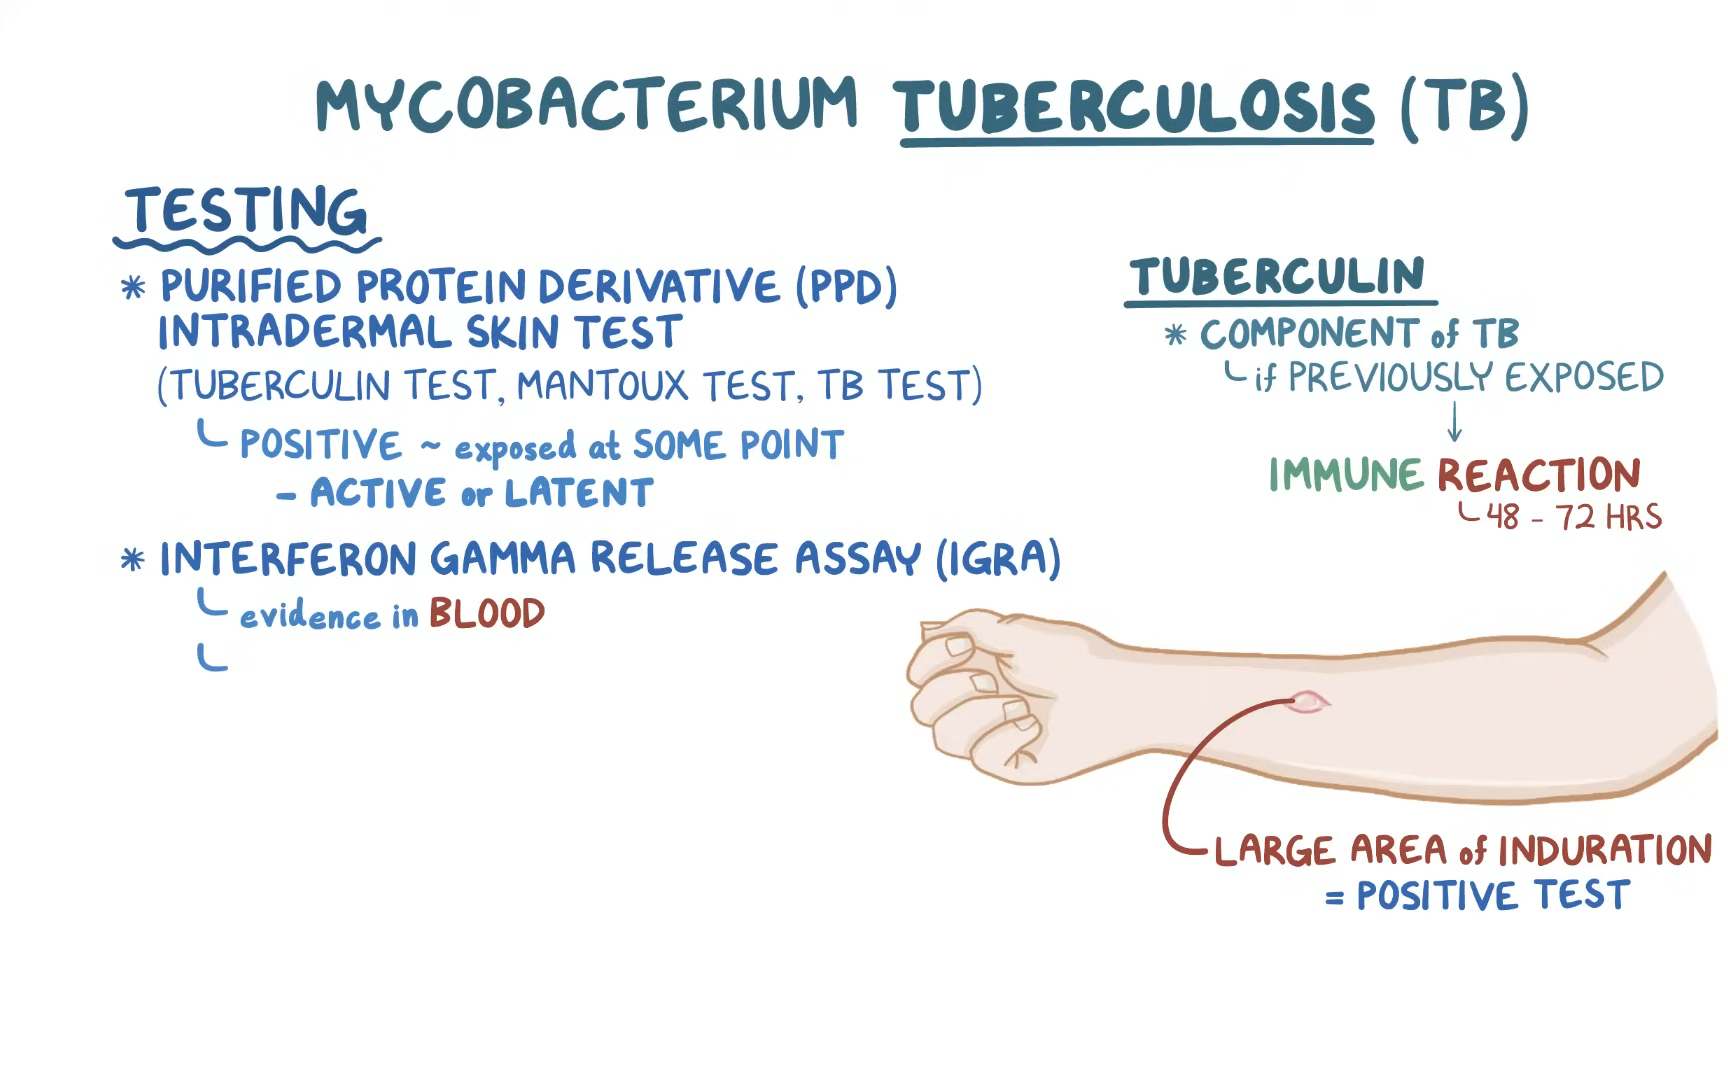 MYCOBACTERIUM TUBERCULOSIS (TB)
TESTING
* PURIFIED PROTEIN DERIVATIVE (PPD)
INTRADERMAL SKIN TEST
(TUBERCULIN TEST, MANTOUX TEST, TB TEST)
POSITIVE ~ exposed at SOME POINT
- ACTIVE or LATENT
* INTERFERON GAMMA RELEASE ASSAY (IGRA)
evidence in BLOOD
TUBERCULIN
* COMPONENT of TB
if PREVIOUSLY EXPOSED
IMMUNE REACTION
48 - 72 HRS
LARGE AREA of INDURATION
= POSITIVE TEST